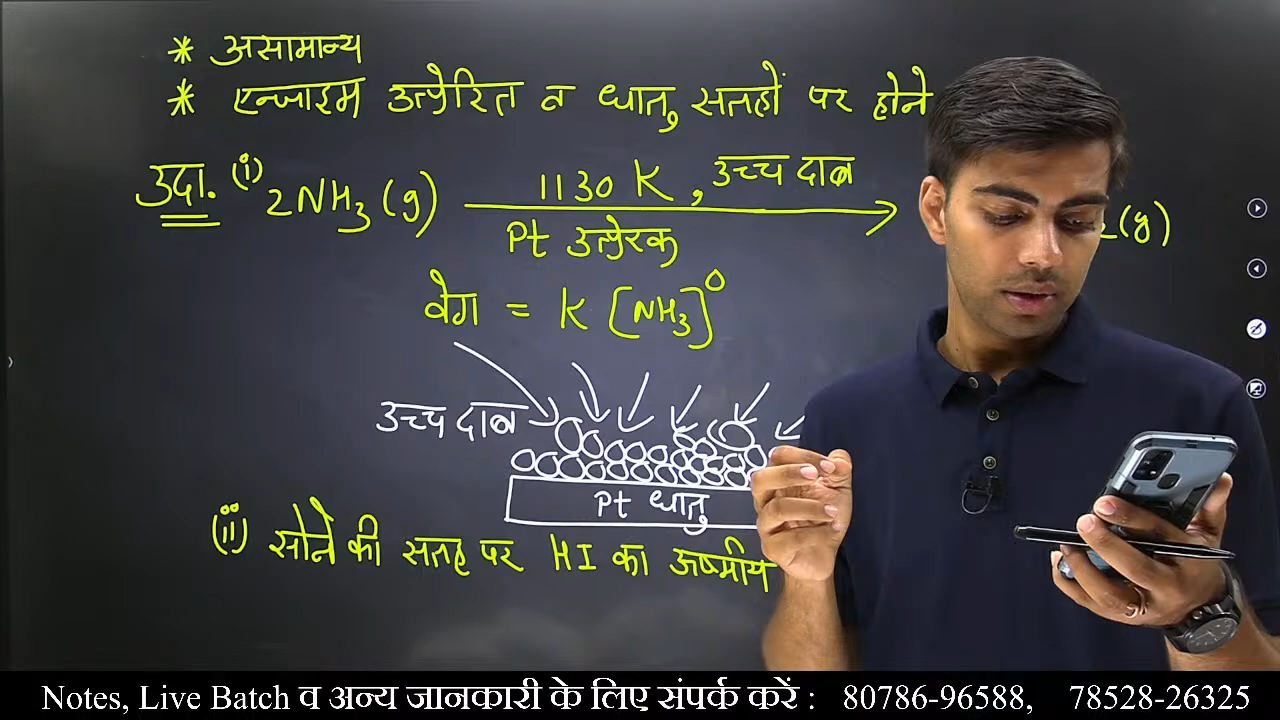 * असामान्य
* एन्जाइम उत्प्रेरित व धातु सतहों पर होने
उदा. (i) 2NH₃(g) 1130 K, उच्च दाब (g)
Pt उत्प्रेरक
वेग = K [NH₃]⁰
उच्च दाब
Pt धातु
(ii) सोने की सतह पर HI का ऊष्मीय
Notes, Live Batch व अन्य जानकारी के लिए संपर्क करें : 80786-96588, 78528-26325